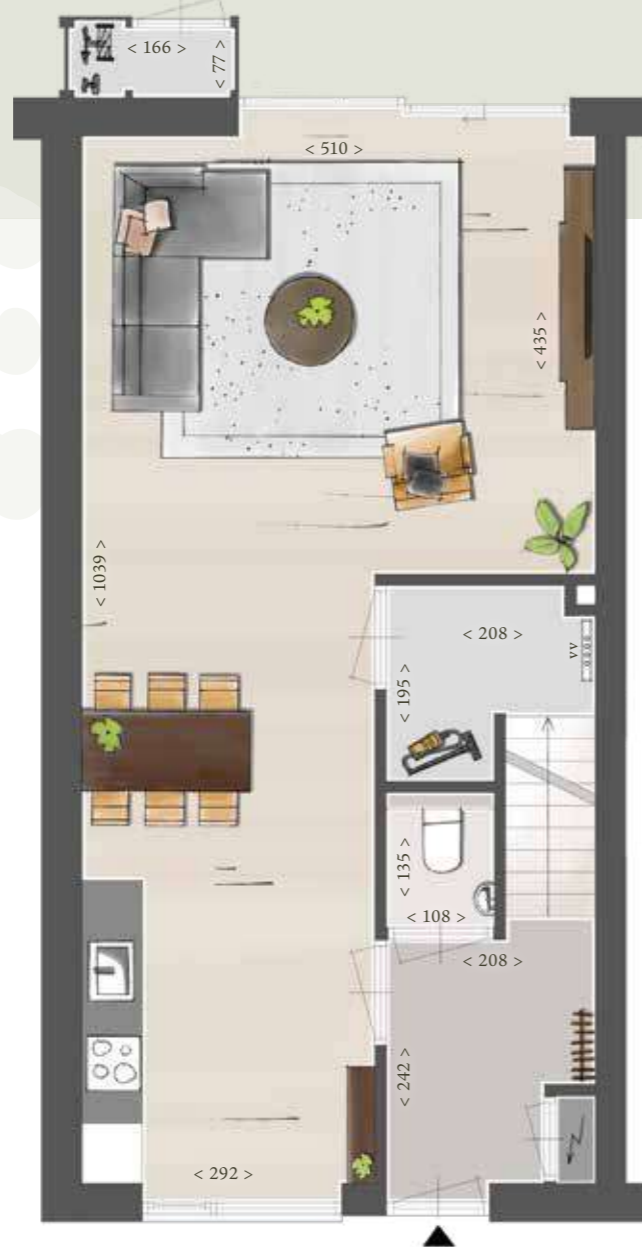 < 166 >
< 77 >
< 510 >
< 435 >
< 1039 >
< 208 >
vv
< 195 >
< 135 >
< 108 >
< 208 >
< 242 >
< 292 >